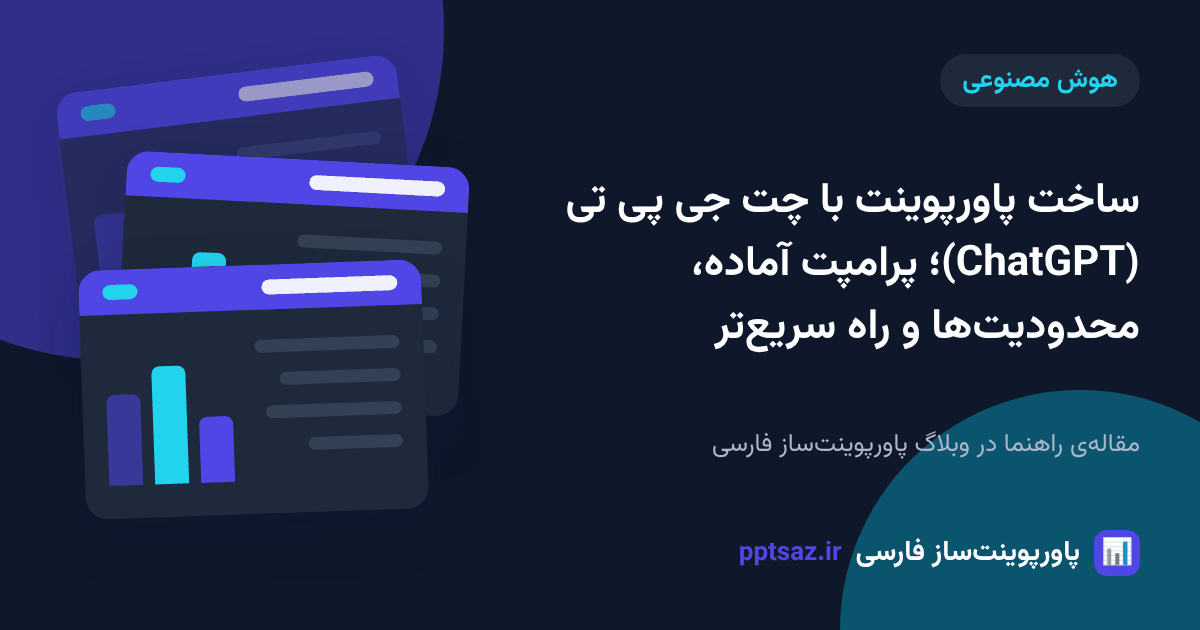 هوش مصنوعی
ساخت پاورپوینت با چت جی پی تی
(ChatGPT)؛ پرامپت آماده،
محدودیت‌ها و راه سریع‌تر
مقاله‌ی راهنما در وبلاگ پاورپوینت‌ساز فارسی
پاورپوینت‌ساز فارسی pptsaz.ir